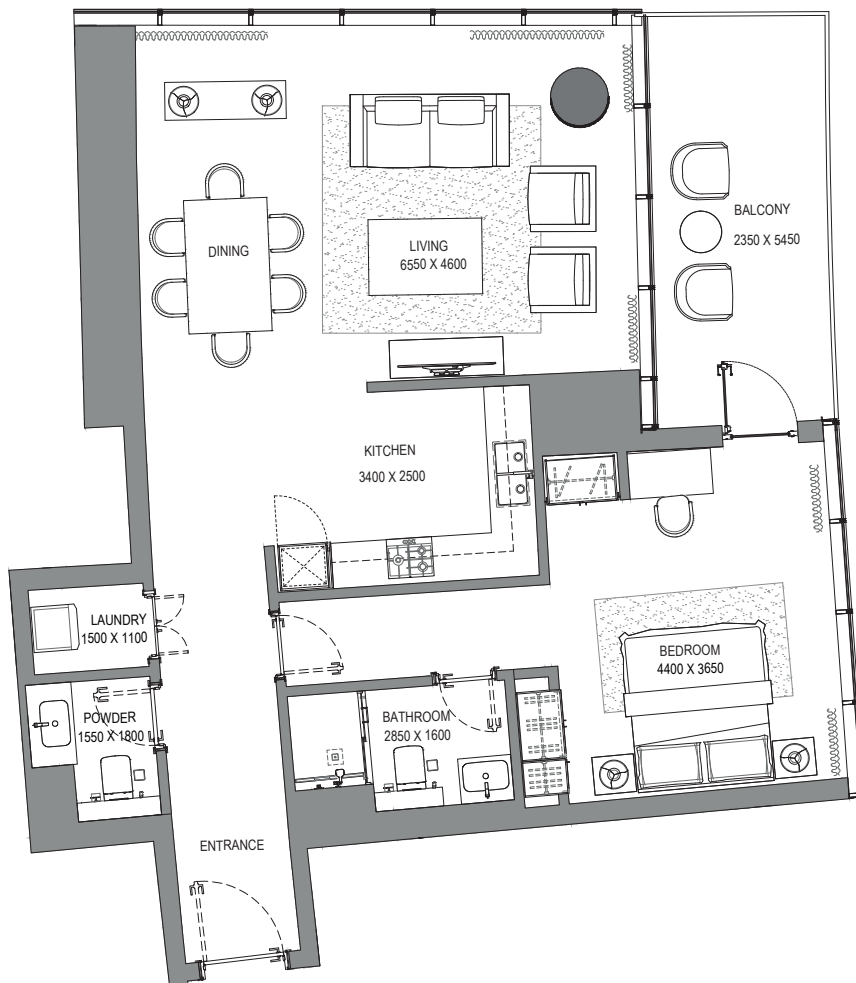 DINING
LIVING
6550 X 4600
BALCONY
2350 X 5450
KITCHEN
3400 X 2500
LAUNDRY
1500 X 1100
BEDROOM
4400 X 3650
POWDER
1550 X 1800
BATHROOM
2850 X 1600
ENTRANCE